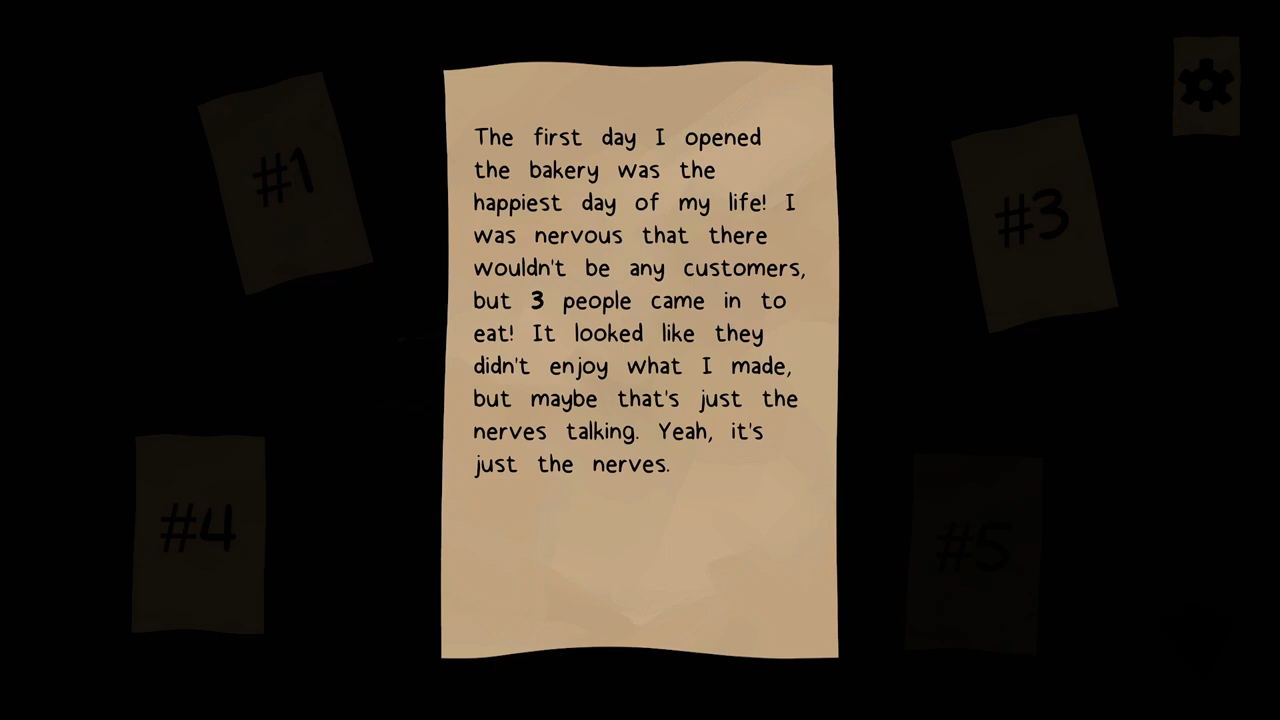 #1
The first day I opened
the bakery was the
happiest day of my life! I
was nervous that there
wouldn't be any customers,
but 3 people came in to
eat! It looked like they
didn't enjoy what I made,
but maybe that's just the
nerves talking. Yeah, it's
just the nerves.
#3
#4
#5